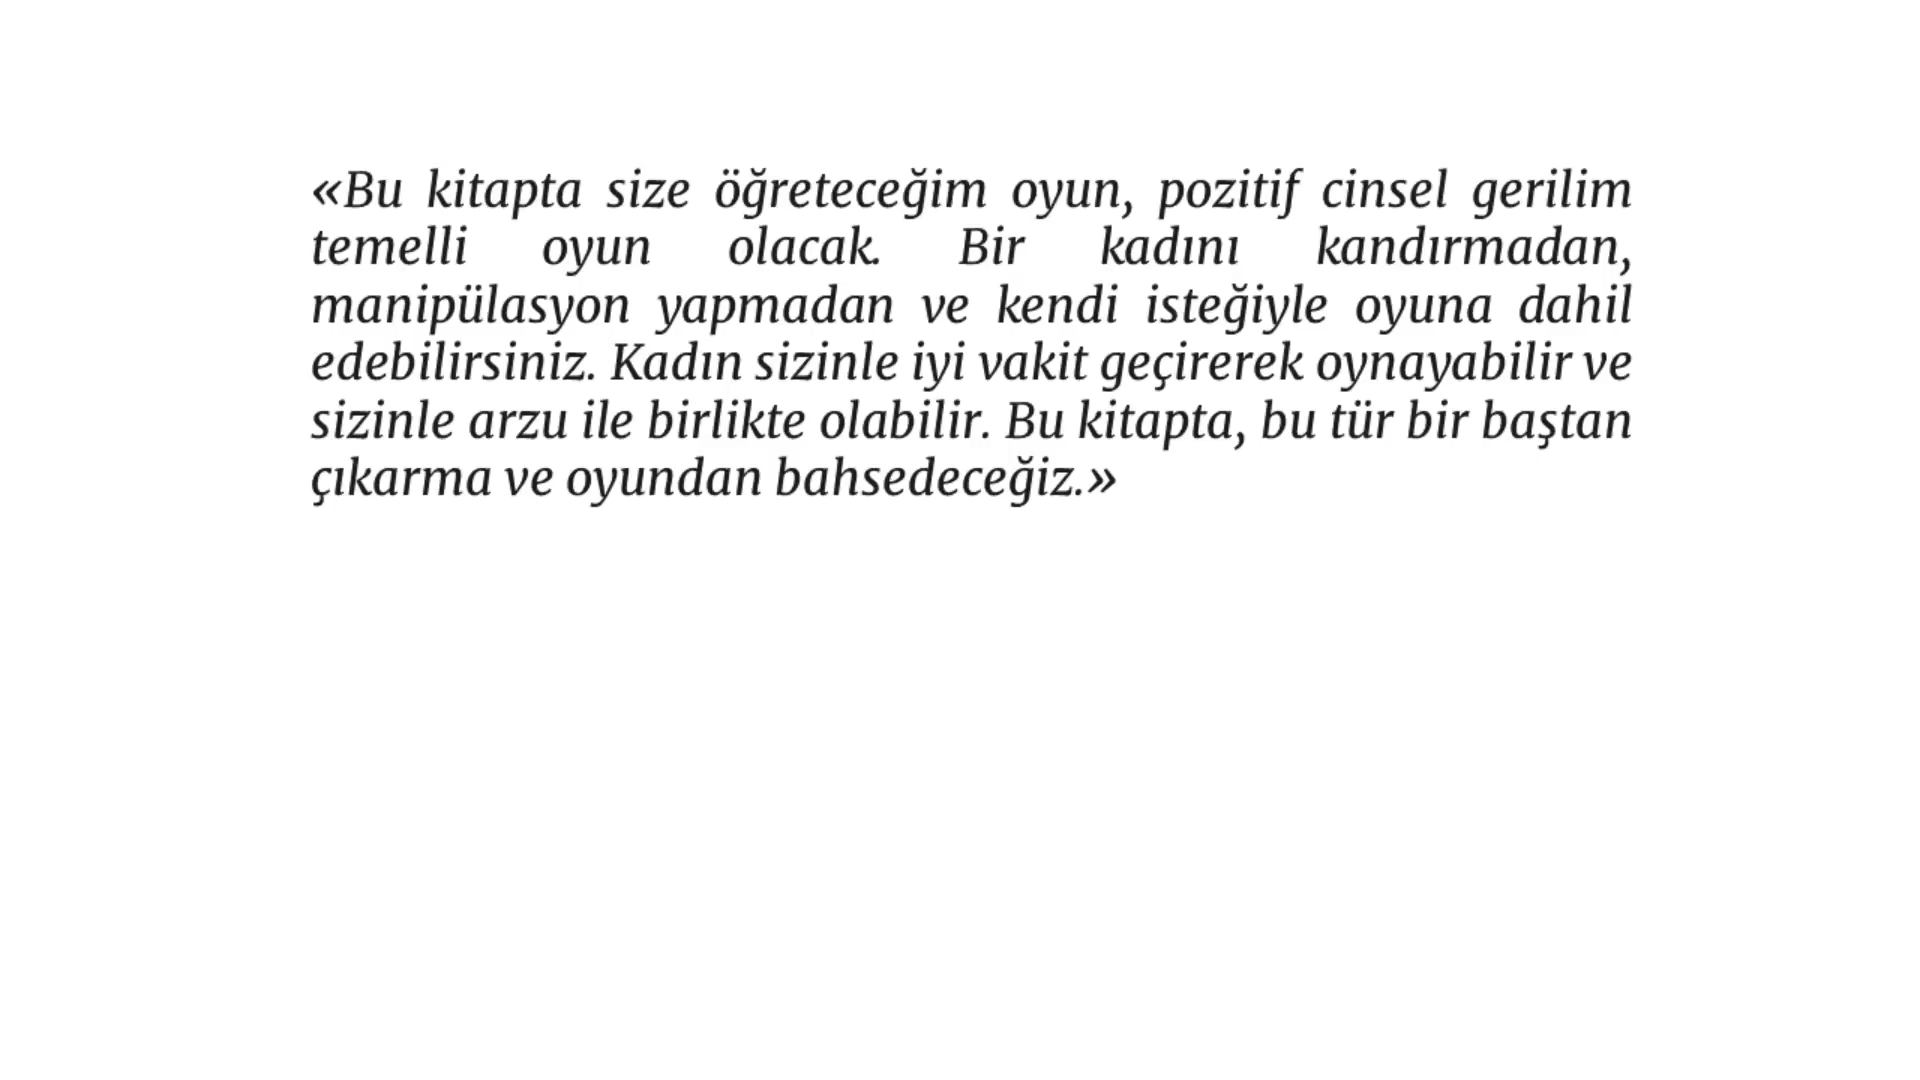 «Bu kitapta size öğreteceğim oyun, pozitif cinsel gerilim
temelli oyun olacak. Bir kadını kandırmadan,
manipülasyon yapmadan ve kendi isteğiyle oyuna dahil
edebilirsiniz. Kadın sizinle iyi vakit geçirerek oynayabilir ve
sizinle arzu ile birlikte olabilir. Bu kitapta, bu tür bir baştan
çıkarma ve oyundan bahsedeceğiz.»